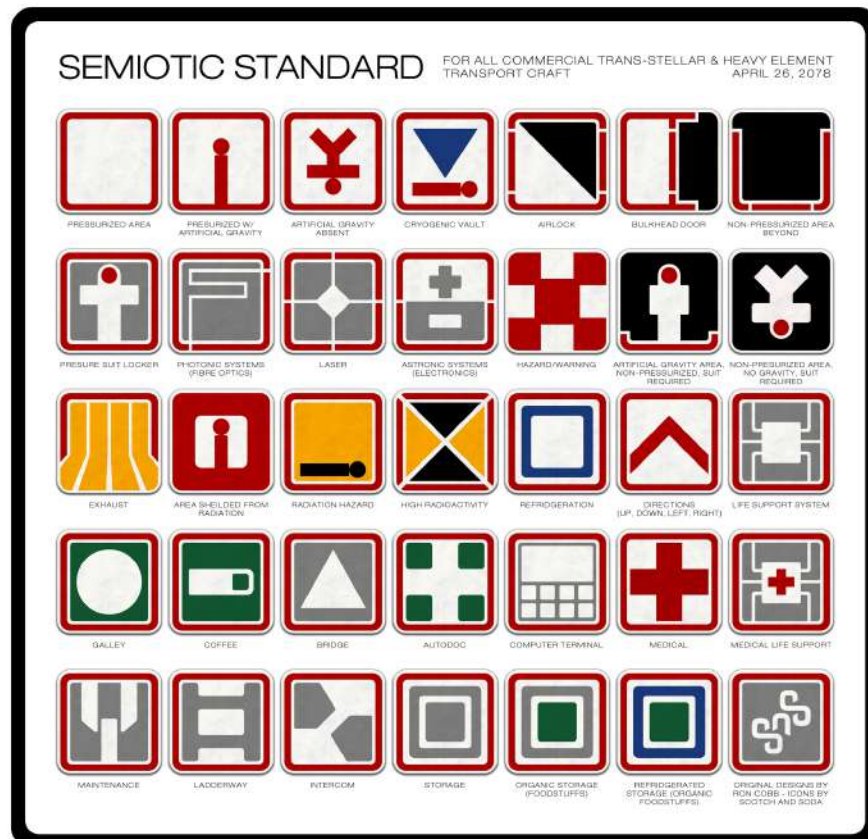 SEMIOTIC STANDARD
FOR ALL COMMERCIAL TRANS-STELLAR & HEAVY ELEMENT
TRANSPORT CRAFT APRIL 26, 2078
PRESSURIZED AREA
PRESURIZED W/
ARTIFICIAL GRAVITY
ARTIFICIAL GRAVITY
ABSENT
CRYOGENIC VAULT
AIRLOCK
BULKHEAD DOOR
NON-PRESSURIZED AREA
BEYOND
PRESURE SUIT LOCKER
PHOTONIC SYSTEMS
(FIBRE OPTICS)
LASER
ASTRONIC SYSTEMS
(ELECTRONICS)
HAZARD/WARNING
ARTIFICIAL GRAVITY AREA,
NON-PRESSURIZED, SUIT
REQUIRED
NON-PRESURIZED AREA,
NO GRAVITY, SUIT
REQUIRED
EXHAUST
AREA SHEILDED FROM
RADIATION
RADIATION HAZARD
HIGH RADIOACTIVITY
REFRIDGERATION
DIRECTIONS
(UP, DOWN, LEFT, RIGHT)
LIFE SUPPORT SYSTEM
GALLEY
COFFEE
BRIDGE
AUTODOC
COMPUTER TERMINAL
MEDICAL
MEDICAL LIFE SUPPORT
MAINTENANCE
LADDERWAY
INTERCOM
STORAGE
ORGANIC STORAGE
(FOODSTUFFS)
REFRIDGERATED
STORAGE (ORGANIC
FOODSTUFFS)
SNS
ORIGINAL DESIGNS BY
RON COBB - ICONS BY
SCOTCH AND SODA